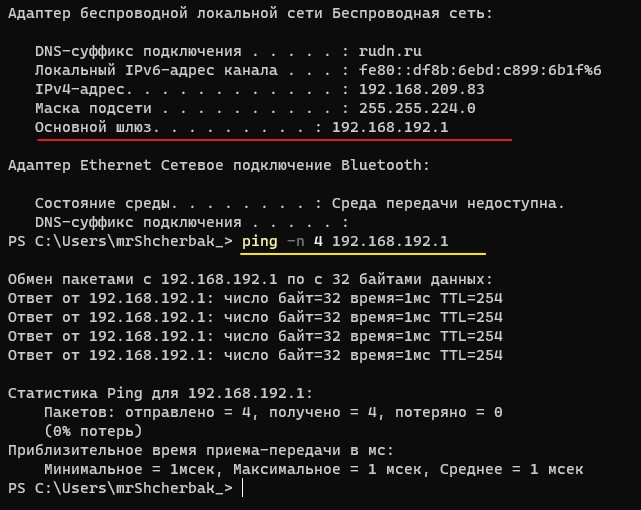 Адаптер беспроводной локальной сети Беспроводная сеть:
DNS-суффикс подключения . . . . . : rudn.ru
Локальный IPv6-адрес канала . . . : fe80::df8b:6ebd:c899:6b1f%6
IPv4-адрес. . . . . . . . . . . . : 192.168.209.83
Маска подсети . . . . . . . . . . : 255.255.224.0
Основной шлюз. . . . . . . . . : 192.168.192.1
Адаптер Ethernet Сетевое подключение Bluetooth:
Состояние среды. . . . . . . . : Среда передачи недоступна.
DNS-суффикс подключения . . . . . :
PS C:\Users\mrShcherbak_> ping -n 4 192.168.192.1
Обмен пакетами с 192.168.192.1 по с 32 байтами данных:
Ответ от 192.168.192.1: число байт=32 время=1мс TTL=254
Ответ от 192.168.192.1: число байт=32 время=1мс TTL=254
Ответ от 192.168.192.1: число байт=32 время=1мс TTL=254
Ответ от 192.168.192.1: число байт=32 время=1мс TTL=254
Статистика Ping для 192.168.192.1:
Пакетов: отправлено = 4, получено = 4, потеряно = 0
(0% потерь)
Приблизительное время приема-передачи в мс:
Минимальное = 1мсек, Максимальное = 1 мсек, Среднее = 1 мсек
PS C:\Users\mrShcherbak_>